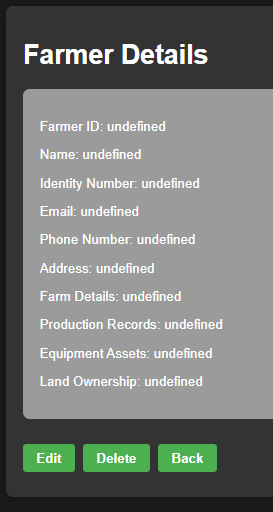 Farmer Details
Farmer ID: undefined
Name: undefined
Identity Number: undefined
Email: undefined
Phone Number: undefined
Address: undefined
Farm Details: undefined
Production Records: undefined
Equipment Assets: undefined
Land Ownership: undefined
Edit Delete Back